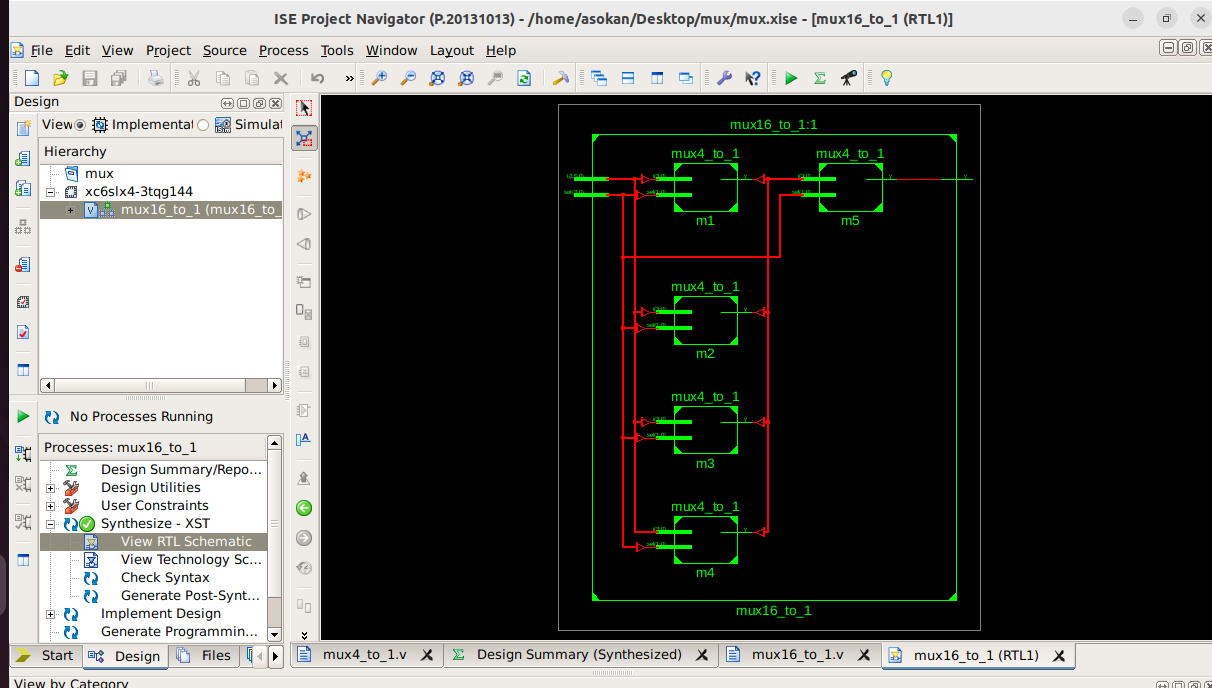 ISE Project Navigator (P.20131013) - /home/asokan/Desktop/mux/mux.xise - [mux16_to_1 (RTL1)]
File Edit View Project Source Process Tools Window Layout Help
Design
View Implementat Simulat
Hierarchy
mux
xc6slx4-3tqg144
mux16_to_1 (mux16_to_
No Processes Running
Processes: mux16_to_1
Design Summary/Repo...
Design Utilities
User Constraints
Synthesize - XST
View RTL Schematic
View Technology Sc...
Check Syntax
Generate Post-Synt...
Implement Design
Generate Programmin...
Start Design Files
mux16_to_1:1
mux4_to_1 mux4_to_1
m1 m5
mux4_to_1
m2
mux4_to_1
m3
mux4_to_1
m4
mux16_to_1
mux4_to_1.v Design Summary (Synthesized) mux16_to_1.v mux16_to_1 (RTL1)
View by Category